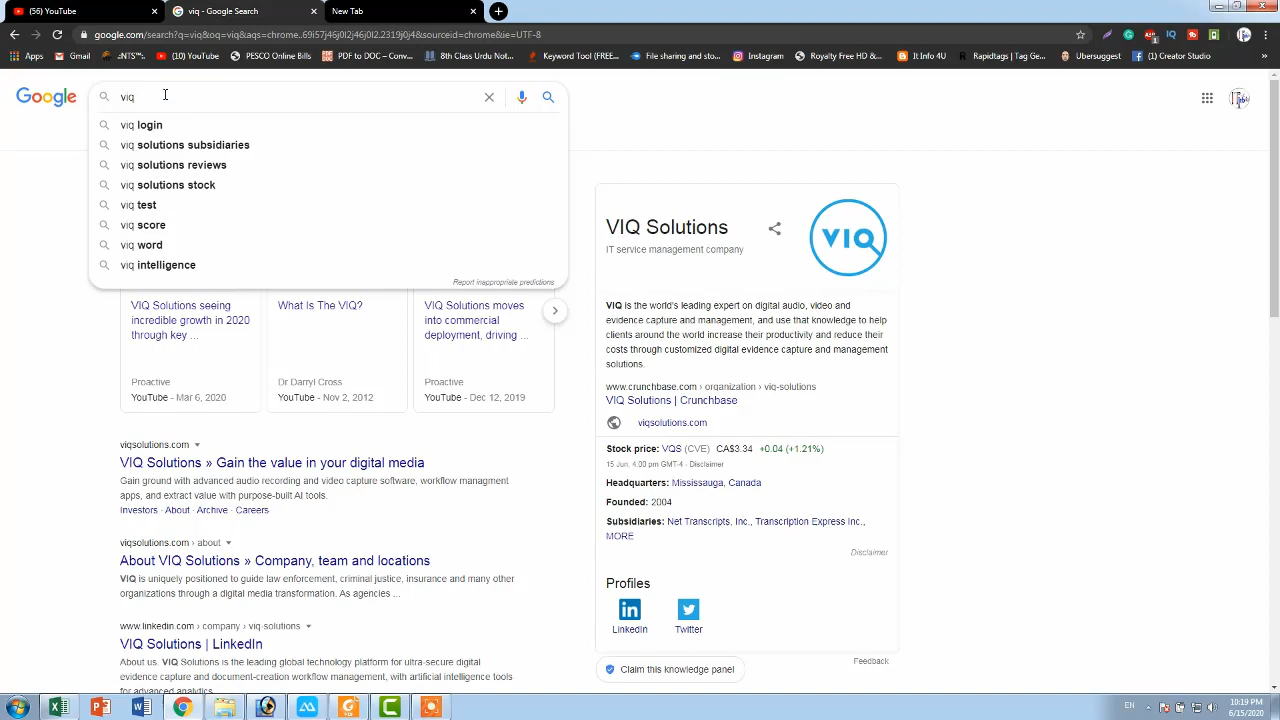 (56) YouTube
viq - Google Search
New Tab
google.com/search?q=viq&oq=viq&aqs=chrome..69i57j46j0l2j46j0l2.2319j0j4&sourceid=chrome&ie=UTF-8
Apps
Gmail
..:NTS™:.
(10) YouTube
PESCO Online Bills
PDF to DOC – Conv...
8th Class Urdu Not...
Keyword Tool (FREE...
File sharing and sto...
Instagram
Royalty Free HD &...
It Info 4U
Rapidtags | Tag Ge...
Ubersuggest
(1) Creator Studio
Google
viq
viq login
viq solutions subsidiaries
viq solutions reviews
viq solutions stock
viq test
viq score
viq word
viq intelligence
Report inappropriate predictions
VIQ Solutions seeing
incredible growth in 2020
through key ...
Proactive
YouTube - Mar 6, 2020
What Is The VIQ?
Dr Darryl Cross
YouTube - Nov 2, 2012
VIQ Solutions moves
into commercial
deployment, driving ...
Proactive
YouTube - Dec 12, 2019
viqsolutions.com
VIQ Solutions » Gain the value in your digital media
Gain ground with advanced audio recording and video capture software, workflow managment
apps, and extract value with purpose-built AI tools.
Investors · About · Archive · Careers
viqsolutions.com › about
About VIQ Solutions » Company, team and locations
VIQ is uniquely positioned to guide law enforcement, criminal justice, insurance and many other
organizations through a digital media transformation. As agencies ...
www.linkedin.com › company › viq-solutions
VIQ Solutions | LinkedIn
About us. VIQ Solutions is the leading global technology platform for ultra-secure digital
evidence capture and document-creation workflow management, with artificial intelligence tools
for advanced analytics.
VIQ Solutions
IT service management company
VIQ
VIQ is the world's leading expert on digital audio, video and
evidence capture and management, and use that knowledge to help
clients around the world increase their productivity and reduce their
costs through customized digital evidence capture and management
solutions.
www.crunchbase.com › organization › viq-solutions
VIQ Solutions | Crunchbase
viqsolutions.com
Stock price: VQS (CVE) CA$3.34 +0.04 (+1.21%)
15 Jun, 4:00 pm GMT-4 - Disclaimer
Headquarters: Mississauga, Canada
Founded: 2004
Subsidiaries: Net Transcripts, Inc., Transcription Express Inc.,
MORE
Disclaimer
Profiles
LinkedIn
Twitter
Claim this knowledge panel
Feedback
EN
10:19 PM
6/15/2020